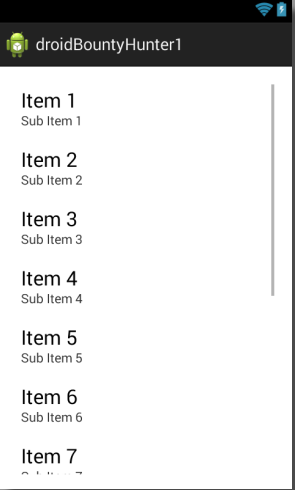 droidBountyHunter1
Item 1
Sub Item 1
Item 2
Sub Item 2
Item 3
Sub Item 3
Item 4
Sub Item 4
Item 5
Sub Item 5
Item 6
Sub Item 6
Item 7